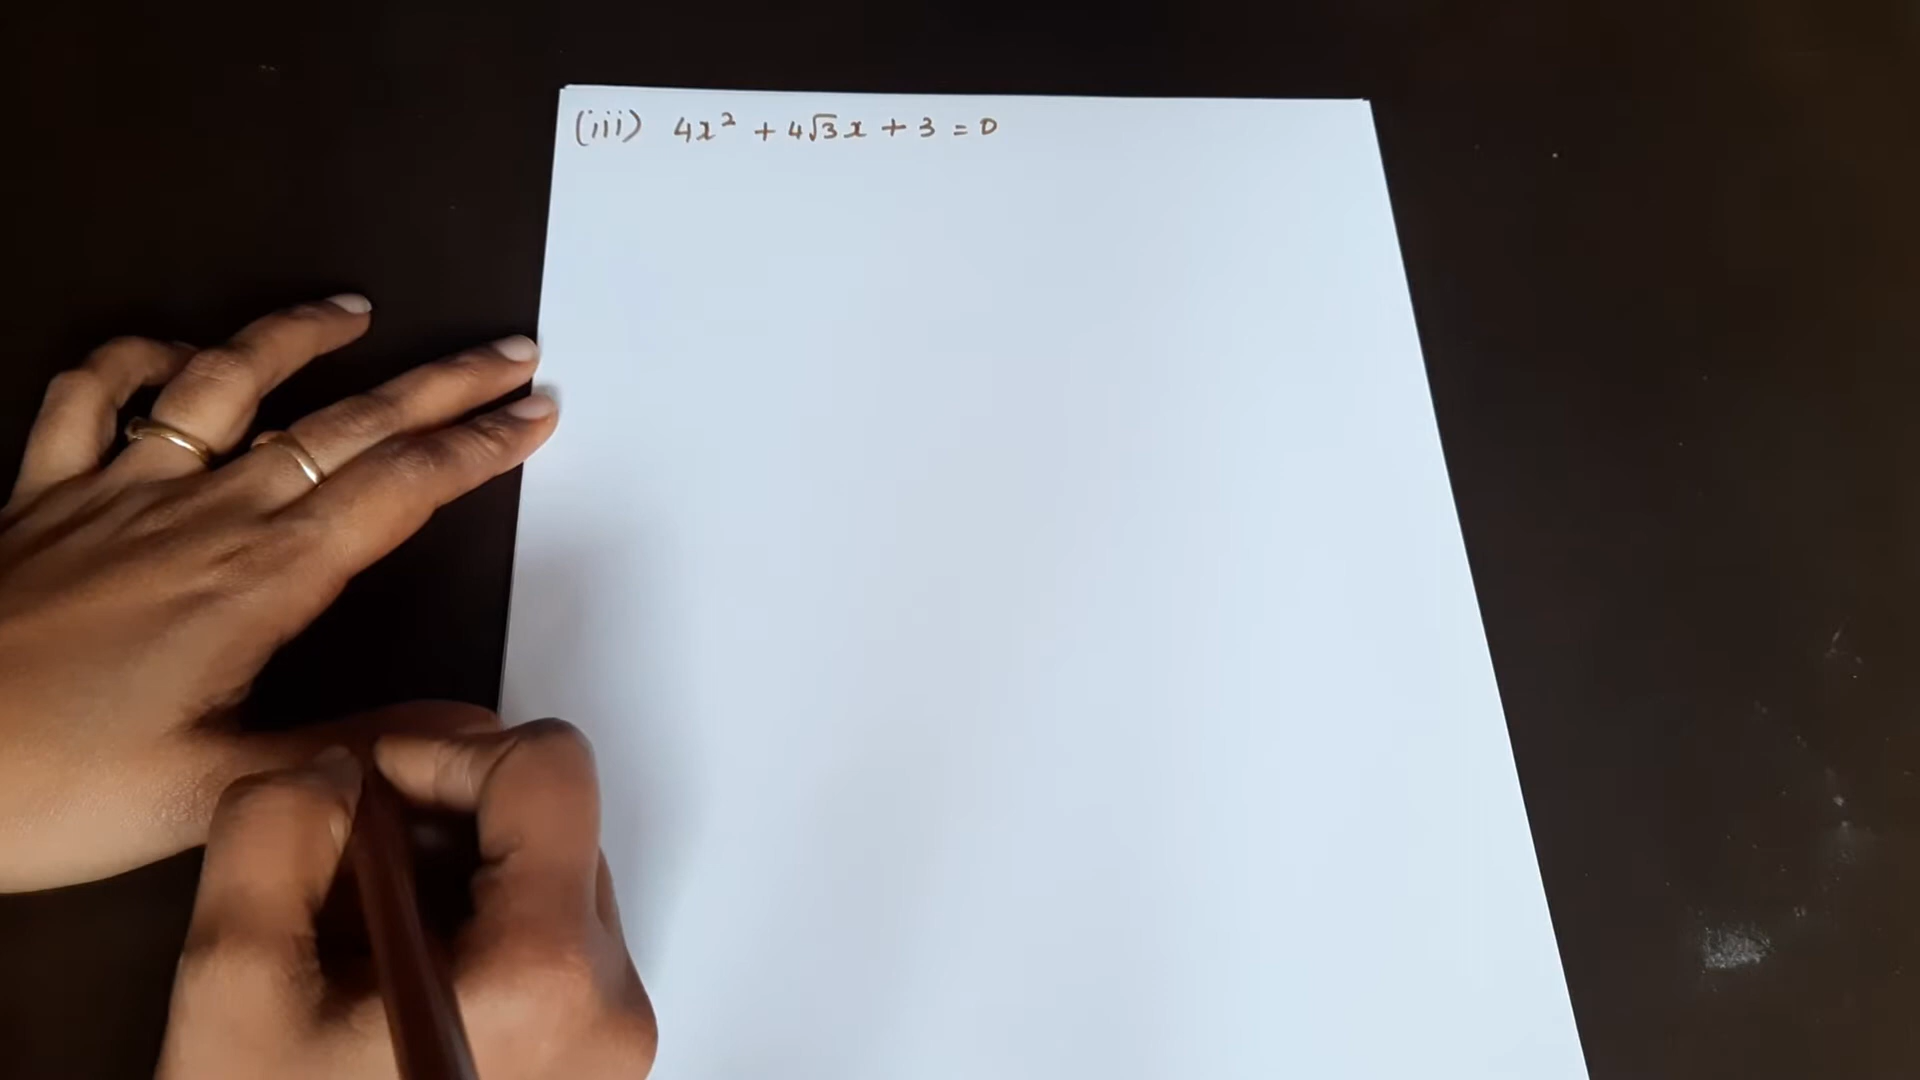 (iii) 4x² + 4√3x + 3 = 0